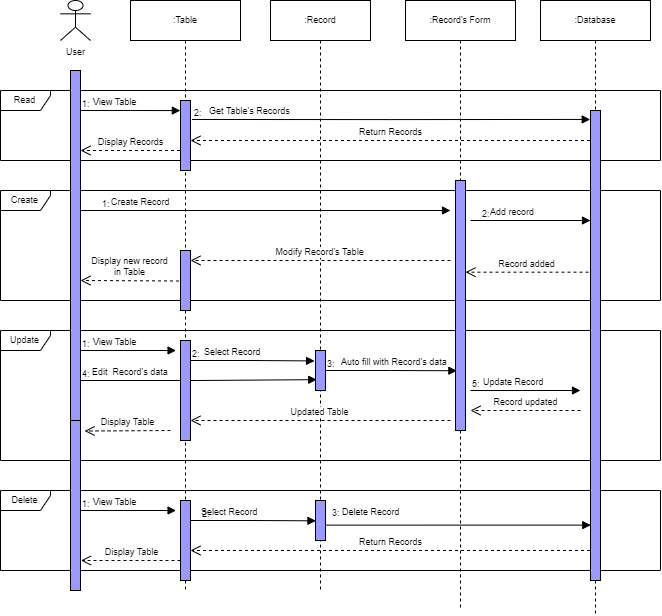 :Table
:Record
:Record's Form
:Database
User
Read
1: View Table
2: Get Table's Records
Return Records
Display Records
Create
1: Create Record
2: Add record
Modify Record's Table
Display new record
in Table
Record added
Update
1: View Table
2: Select Record
3: Auto fill with Record's data
4: Edit Record's data
5: Update Record
Record updated
Updated Table
Display Table
Delete
1: View Table
2: Select Record
3: Delete Record
Return Records
Display Table